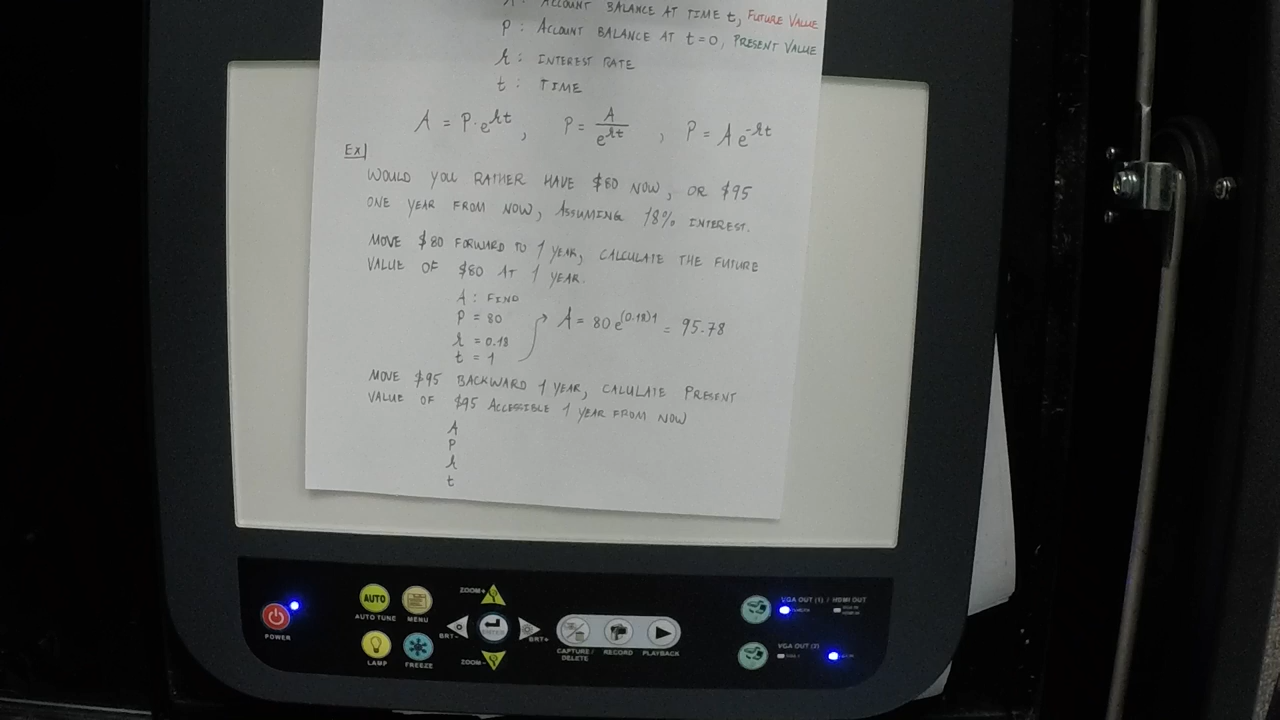 A: ACCOUNT BALANCE AT TIME t, FUTURE VALUE
P: ACCOUNT BALANCE AT t=0, PRESENT VALUE
r: INTEREST RATE
t: TIME
A = P·e^rt, P = A/e^rt, P = A e^-rt
Ex|
WOULD YOU RATHER HAVE $80 NOW, OR $95
ONE YEAR FROM NOW, ASSUMING 18% INTEREST.
MOVE $80 FORWARD TO 1 YEAR, CALCULATE THE FUTURE
VALUE OF $80 AT 1 YEAR.
A: FIND
P = 80
r = 0.18
t = 1
A = 80 e^(0.18)1 = 95.78
MOVE $95 BACKWARD 1 YEAR, CALULATE PRESENT
VALUE OF $95 ACCESSIBLE 1 YEAR FROM NOW
A
P
r
t
POWER
AUTO
AUTO TUNE
MENU
LAMP
FREEZE
ZOOM+
BRT-
ENTER
BRT+
ZOOM-
CAPTURE/
DELETE
RECORD
PLAYBACK
VGA OUT (1) / HDMI OUT
VGA OUT (2)